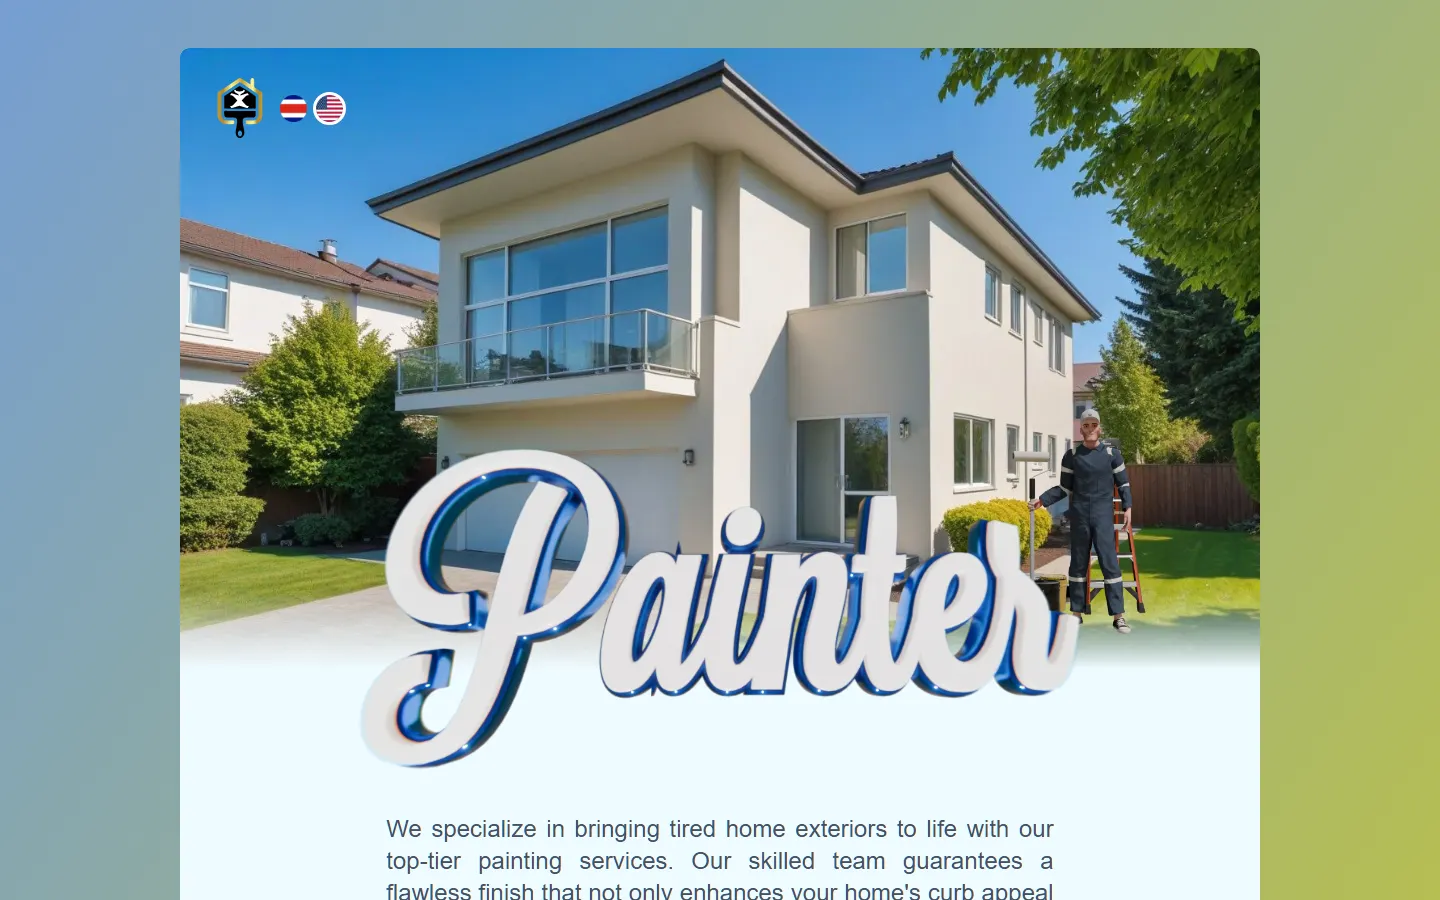 Painter
We specialize in bringing tired home exteriors to life with our
top-tier painting services. Our skilled team guarantees a
flawless finish that not only enhances your home's curb appeal